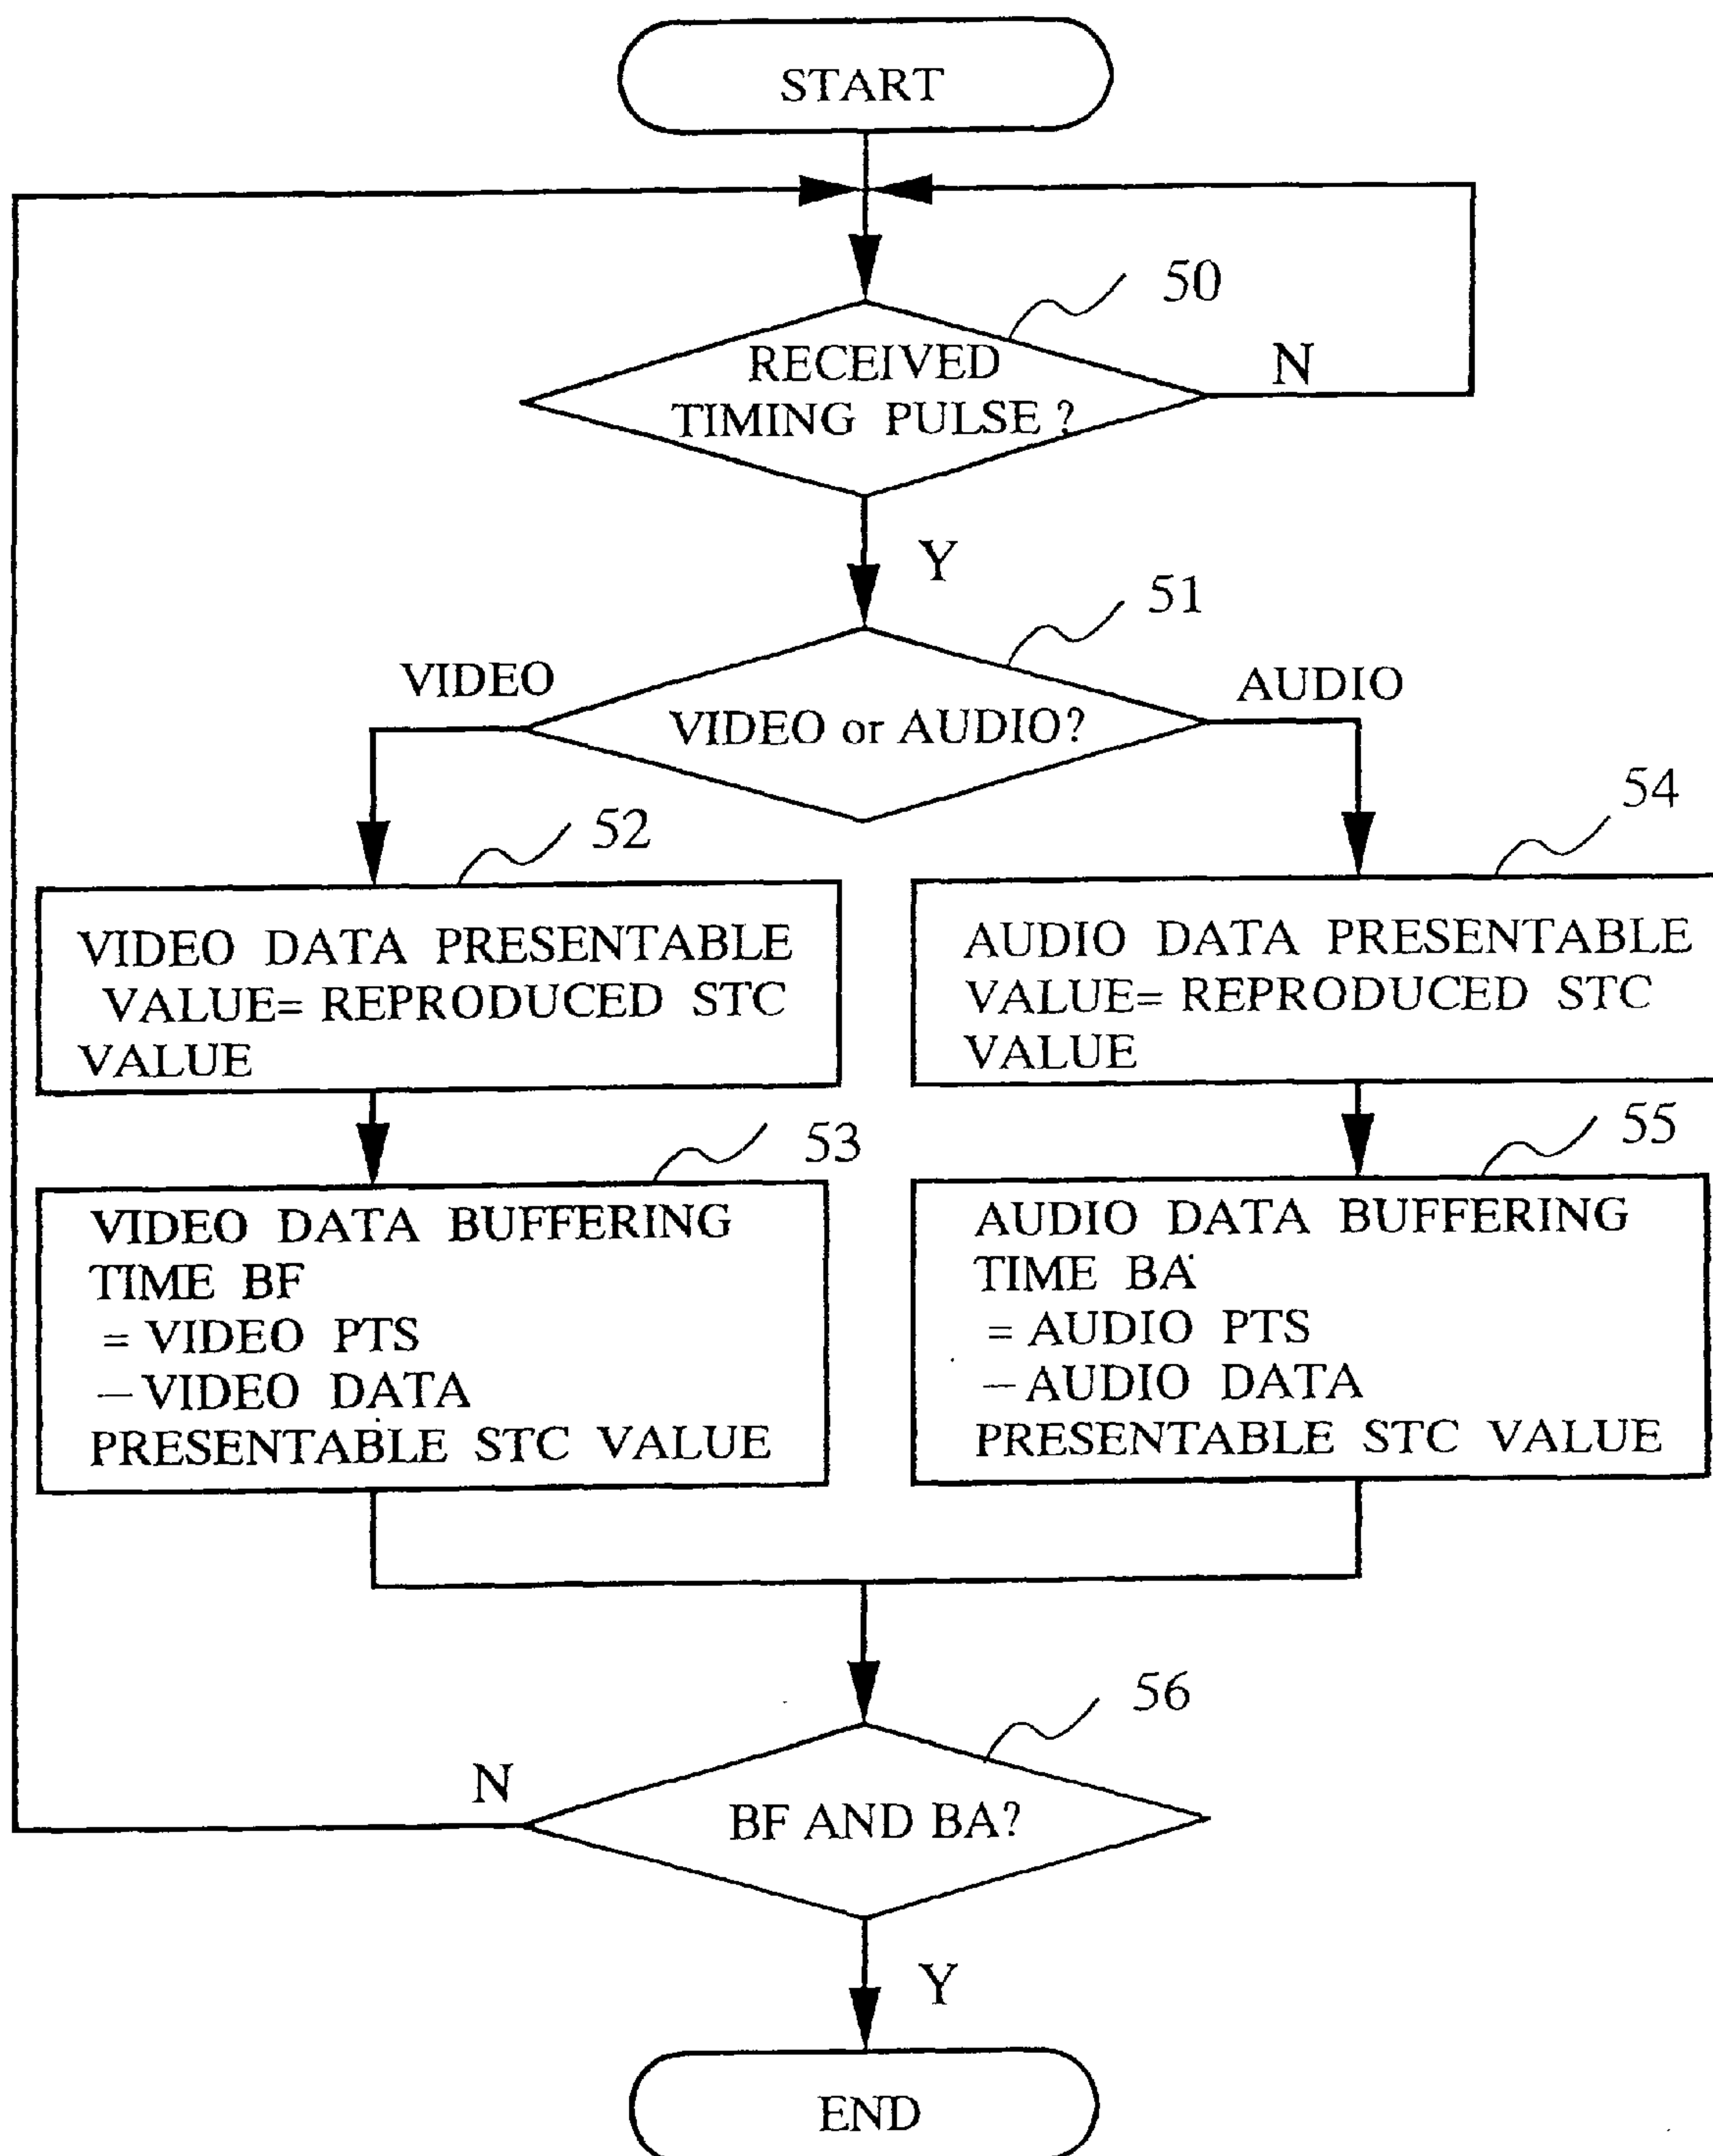 START
50
RECEIVED
N
TIMING PULSE ?
Y
51
VIDEO
AUDIO
VIDEO or AUDIO?
52
54
VIDEO DATA PRESENTABLE
VALUE= REPRODUCED STC
VALUE
AUDIO DATA PRESENTABLE
VALUE= REPRODUCED STC
VALUE
53
55
VIDEO DATA BUFFERING
TIME BF
= VIDEO PTS
—VIDEO DATA
PRESENTABLE STC VALUE
AUDIO DATA BUFFERING
TIME BA
= AUDIO PTS
—AUDIO DATA
PRESENTABLE STC VALUE
56
N
BF AND BA?
Y
END